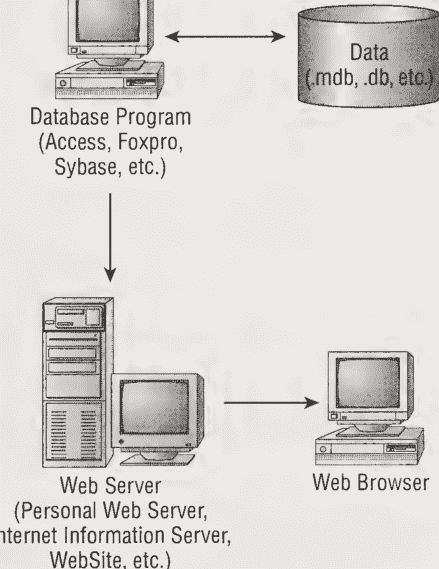 Data
(.mdb, .db, etc.)
Database Program
(Access, Foxpro,
Sybase, etc.)
Web Server
(Personal Web Server,
nternet Information Server,
WebSite, etc.)
Web Browser